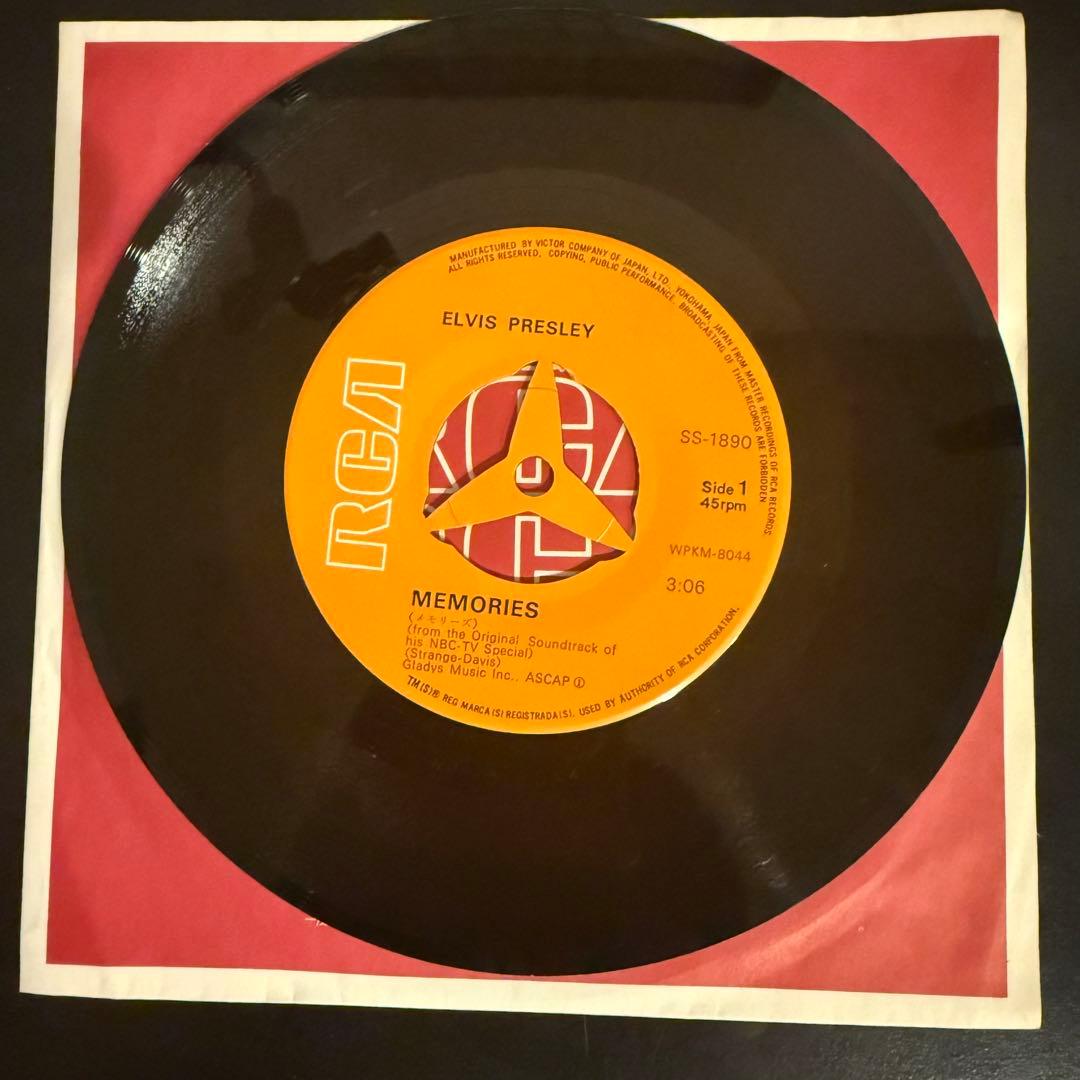 MANUFACTURED BY VICTOR COMPANY OF JAPAN, LTD., YOKOHAMA, JAPAN FROM MASTER RECORDINGS OF RCA RECORDS.
ALL RIGHTS RESERVED, COPYING, PUBLIC PERFORMANCE, BROADCASTING OF THESE RECORDS ARE FORBIDDEN
ELVIS PRESLEY
RCA
SS-1890
Side 1
45rpm
WPKM-8044
3:06
MEMORIES
(メモリーズ)
(from the Original Soundtrack of
his NBC-TV Special)
(Strange-Davis)
Gladys Music Inc., ASCAP Ⓙ
TM(S)® REG MARCA(S) REGISTRADA(S). USED BY AUTHORITY OF RCA CORPORATION.